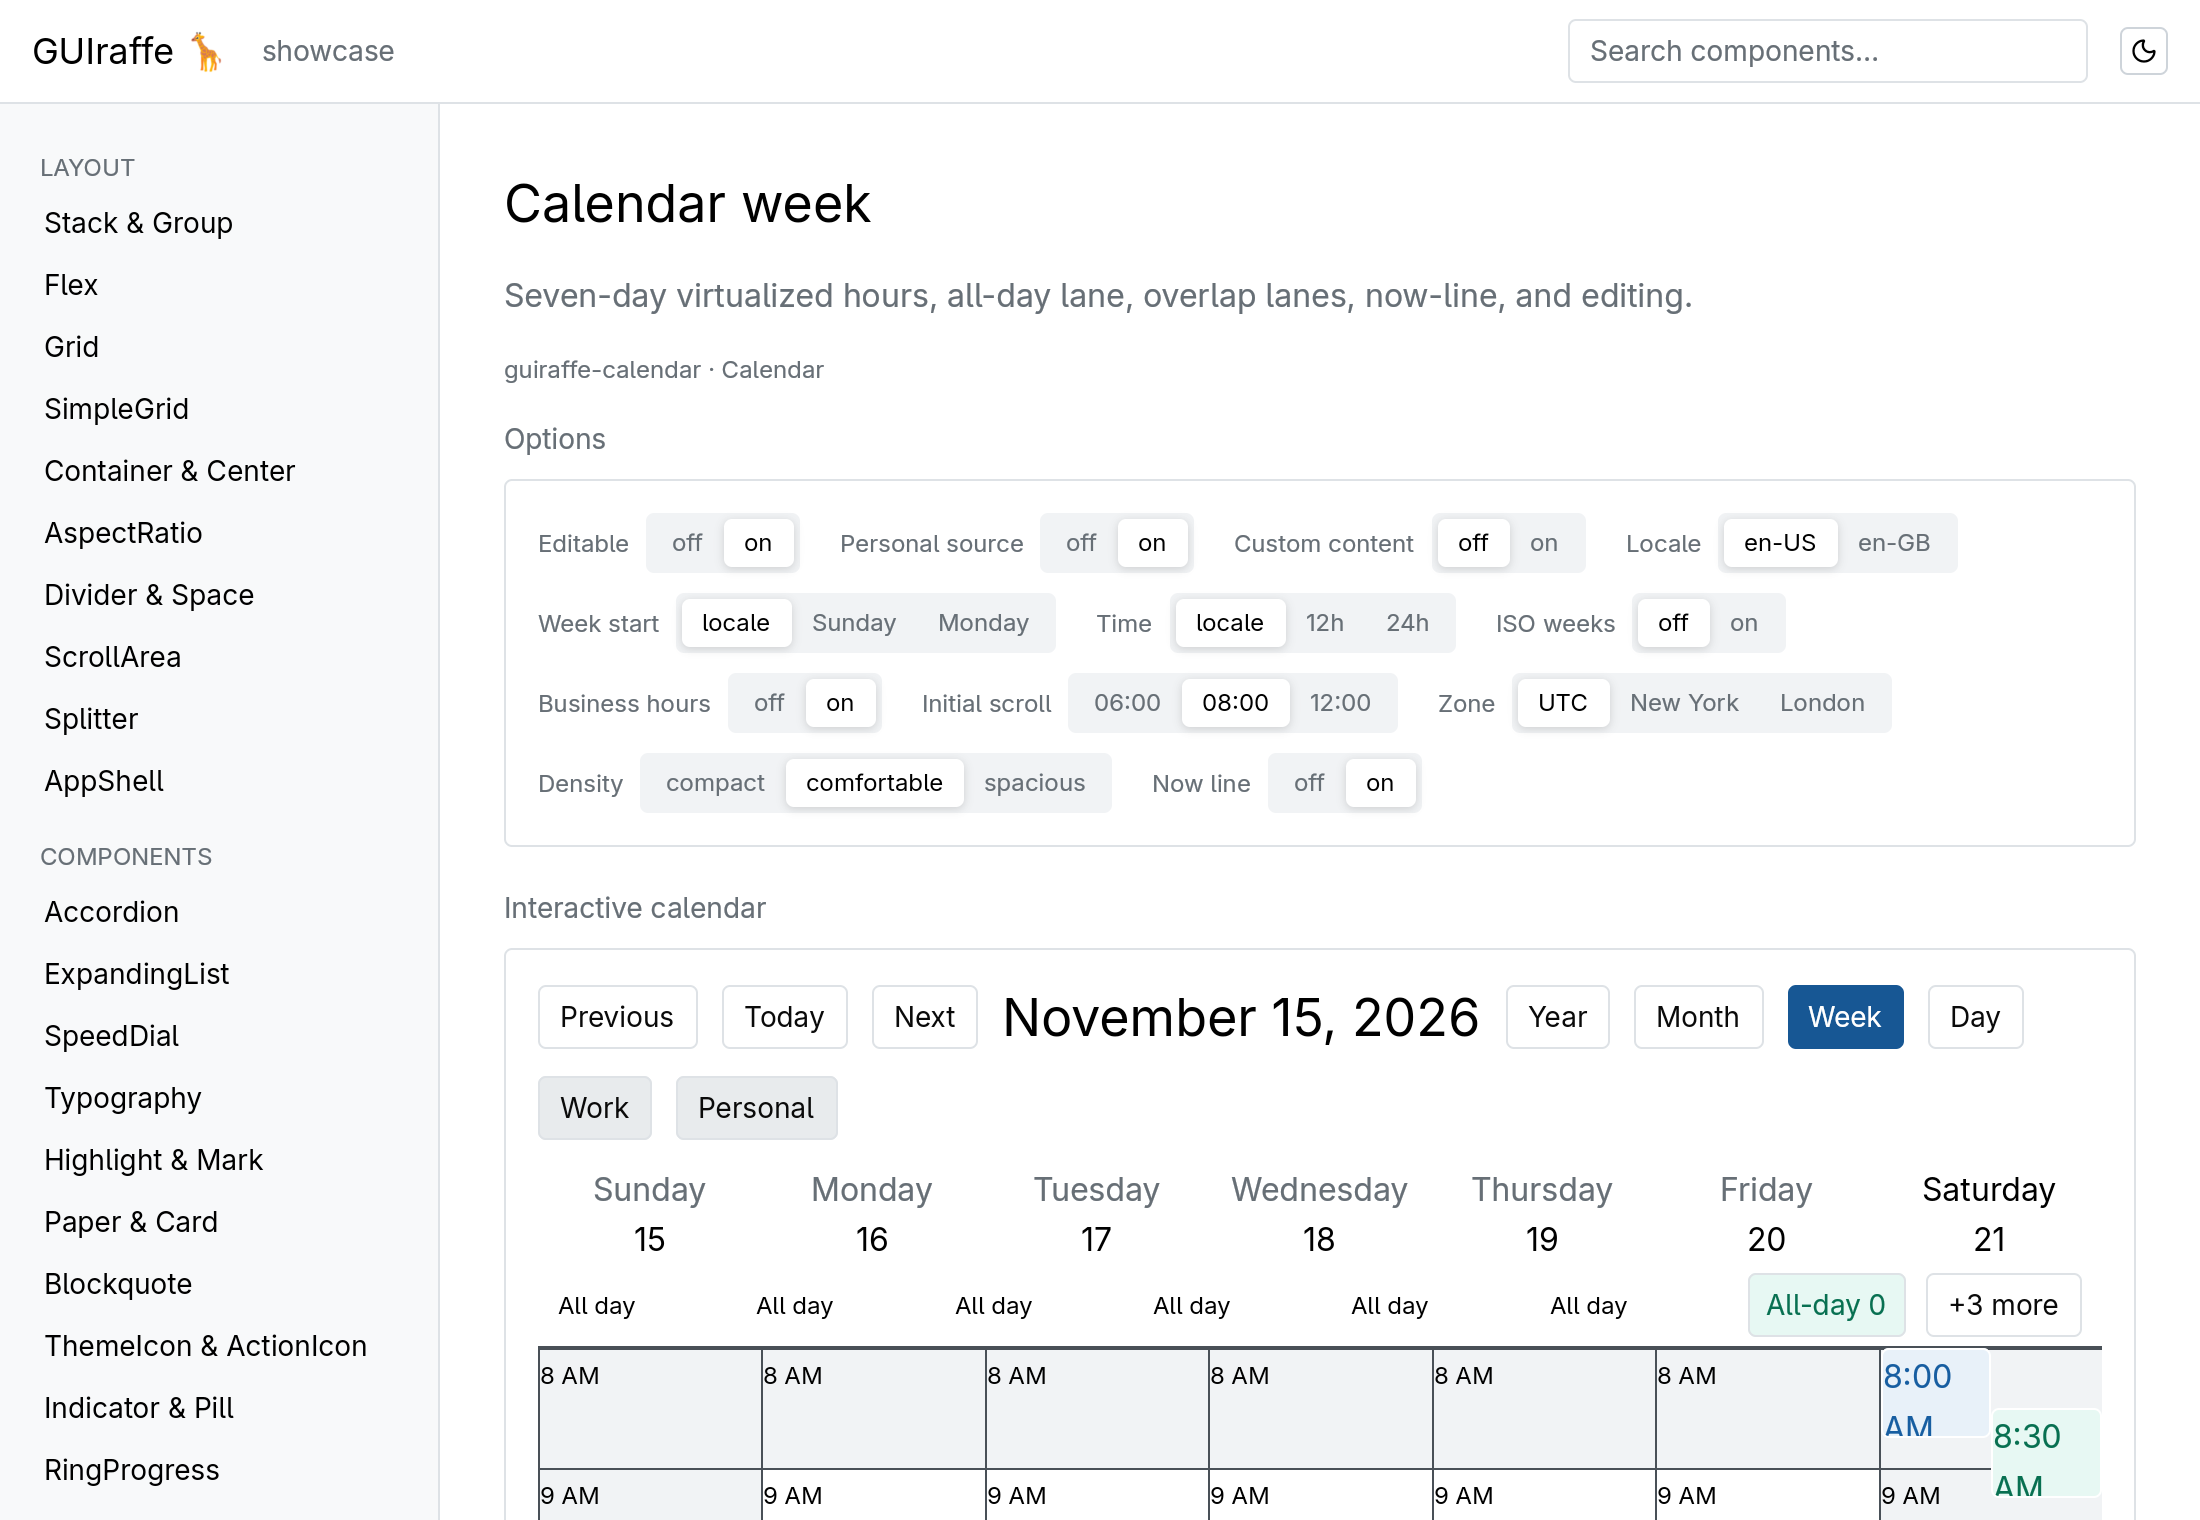 GUIraffe 🦒 showcase Search components...
LAYOUT
Stack & Group
Flex
Grid
SimpleGrid
Container & Center
AspectRatio
Divider & Space
ScrollArea
Splitter
AppShell
COMPONENTS
Accordion
ExpandingList
SpeedDial
Typography
Highlight & Mark
Paper & Card
Blockquote
ThemeIcon & ActionIcon
Indicator & Pill
RingProgress
Calendar week
Seven-day virtualized hours, all-day lane, overlap lanes, now-line, and editing.
guiraffe-calendar · Calendar
Options
Editable off on Personal source off on Custom content off on Locale en-US en-GB
Week start locale Sunday Monday Time locale 12h 24h ISO weeks off on
Business hours off on Initial scroll 06:00 08:00 12:00 Zone UTC New York London
Density compact comfortable spacious Now line off on
Interactive calendar
Previous Today Next November 15, 2026 Year Month Week Day
Work Personal
Sunday Monday Tuesday Wednesday Thursday Friday Saturday
15 16 17 18 19 20 21
All day All day All day All day All day All day All-day 0 +3 more
8 AM 8 AM 8 AM 8 AM 8 AM 8 AM 8:00 AM
8:30 AM
9 AM 9 AM 9 AM 9 AM 9 AM 9 AM 9 AM